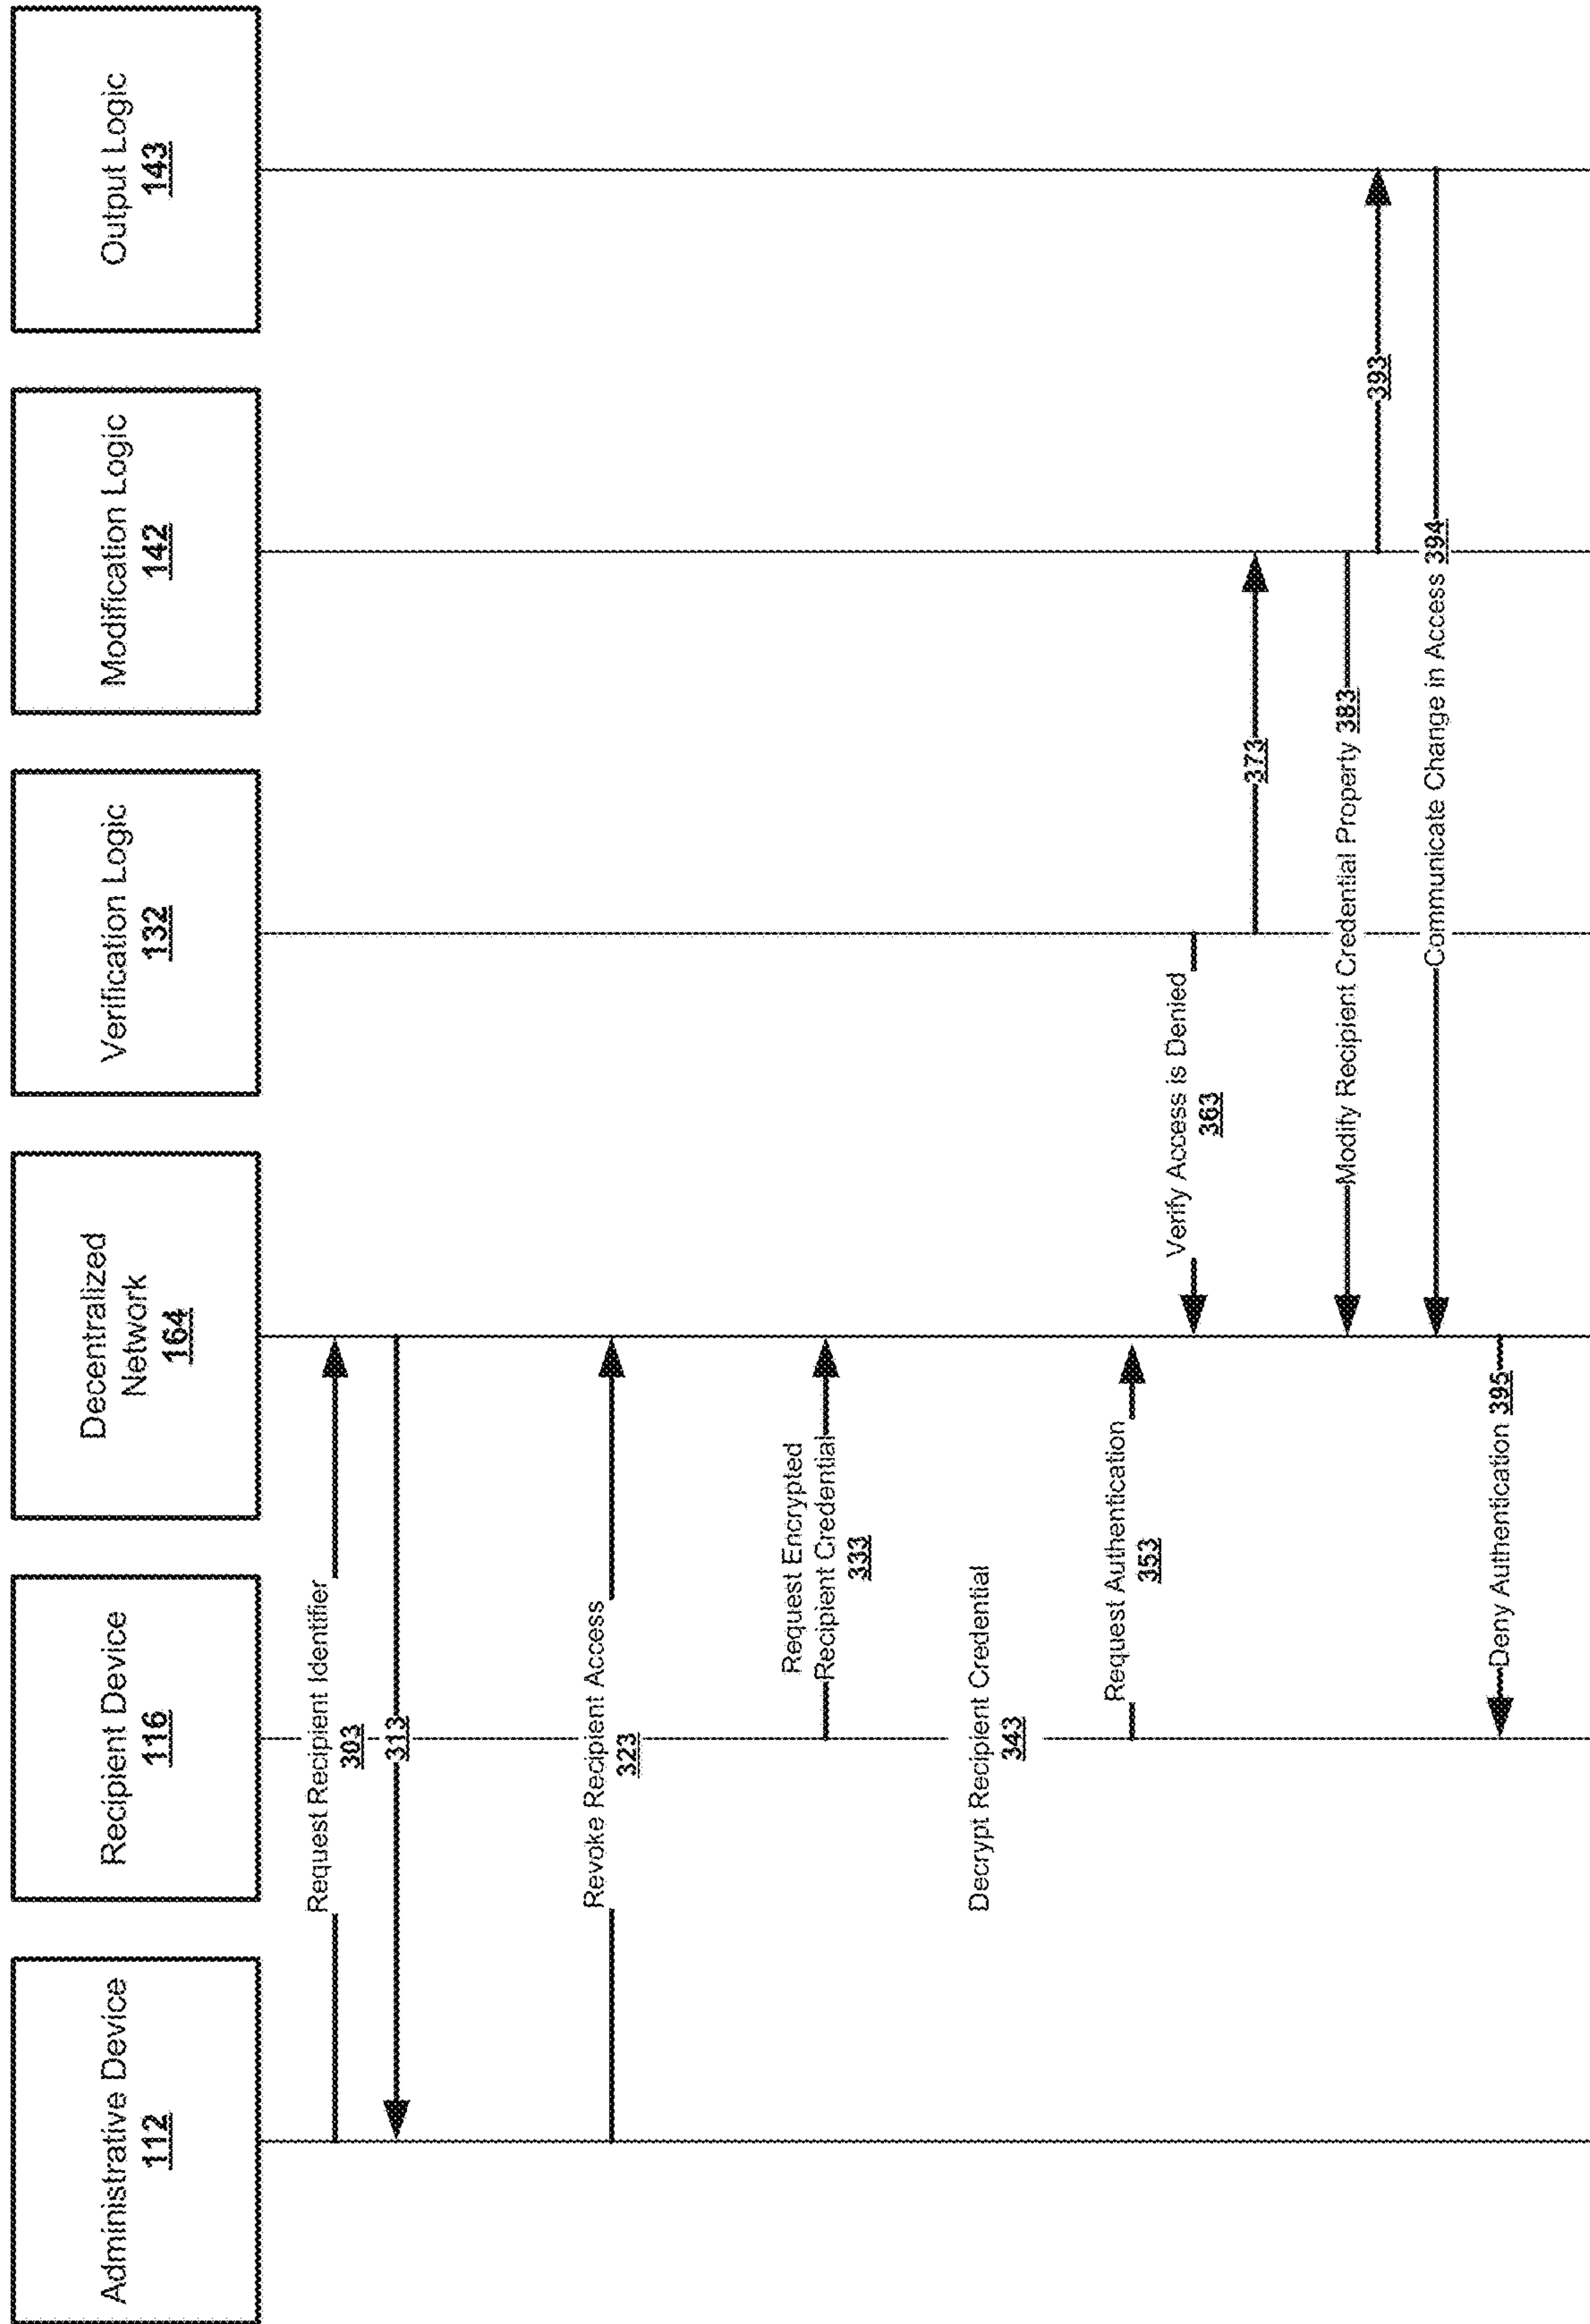 Administrative Device
112
Recipient Device
116
Decentralized
Network
164
Verification Logic
132
Modification Logic
142
Output Logic
143
Request Recipient Identifier
303
313
Revoke Recipient Access
323
Request Encrypted
Recipient Credential
333
Decrypt Recipient Credential
343
Request Authentication
353
Verify Access is Denied
363
373
Modify Recipient Credential Property 383
393
Communicate Change in Access 394
Deny Authentication 395